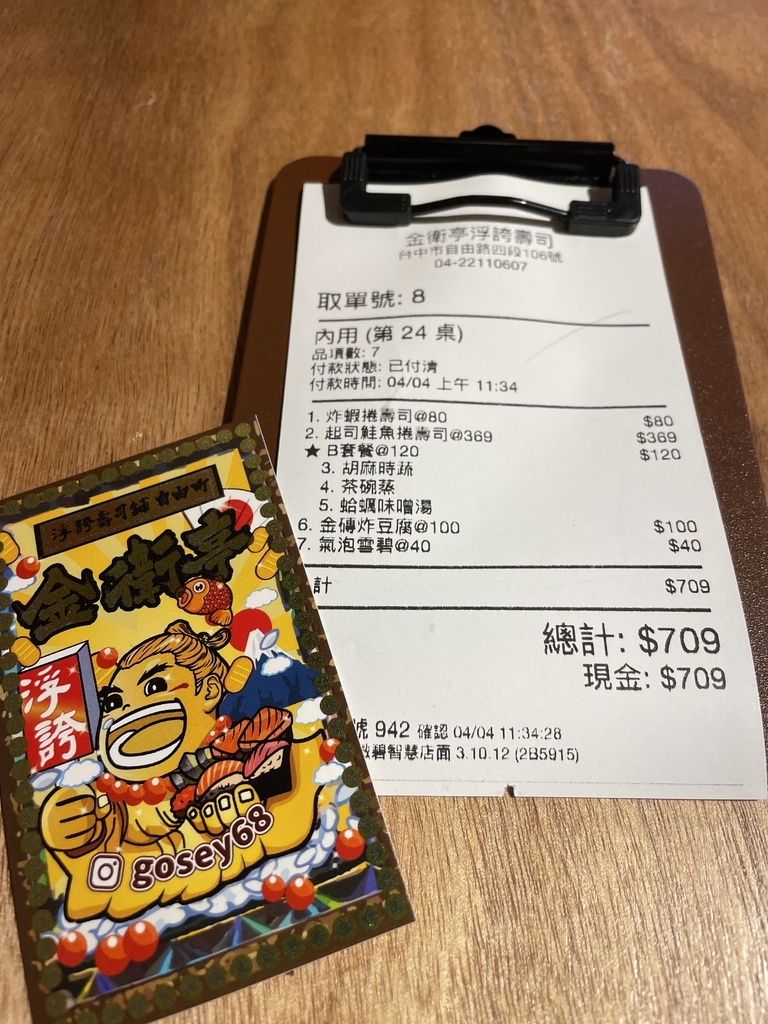 金衛亭浮誇壽司
台中市自由路四段106號
04-22110607
取單號: 8
內用 (第 24 桌)
品項數: 7
付款狀態: 已付清
付款時間: 04/04 上午 11:34
1. 炸蝦捲壽司@80 $80
2. 起司鮭魚捲壽司@369 $369
★ B套餐@120 $120
3. 胡麻時蔬
4. 茶碗蒸
5. 蛤蠣味噌湯
6. 金磚炸豆腐@100 $100
7. 氣泡雪碧@40 $40
計 $709
總計: $709
現金: $709
號 942 確認 04/04 11:34:28
碧智慧店面 3.10.12 (2B5915)
浮誇壽司舖 自由町
金衛亭
浮誇
gosey68